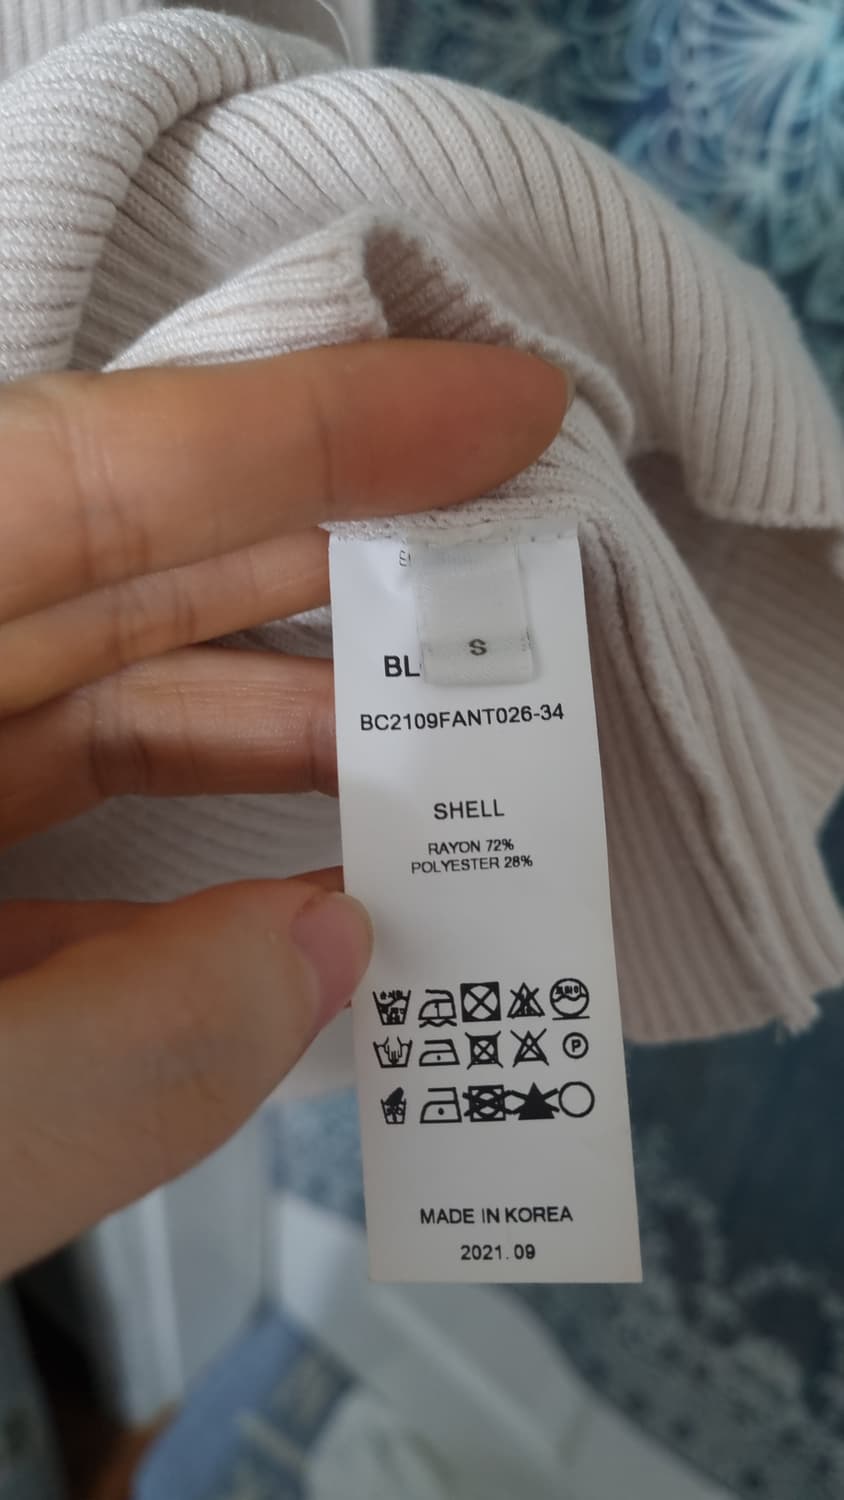 S
BL
BC2109FANT026-34
SHELL
RAYON 72%
POLYESTER 28%
P
MADE IN KOREA
2021.09